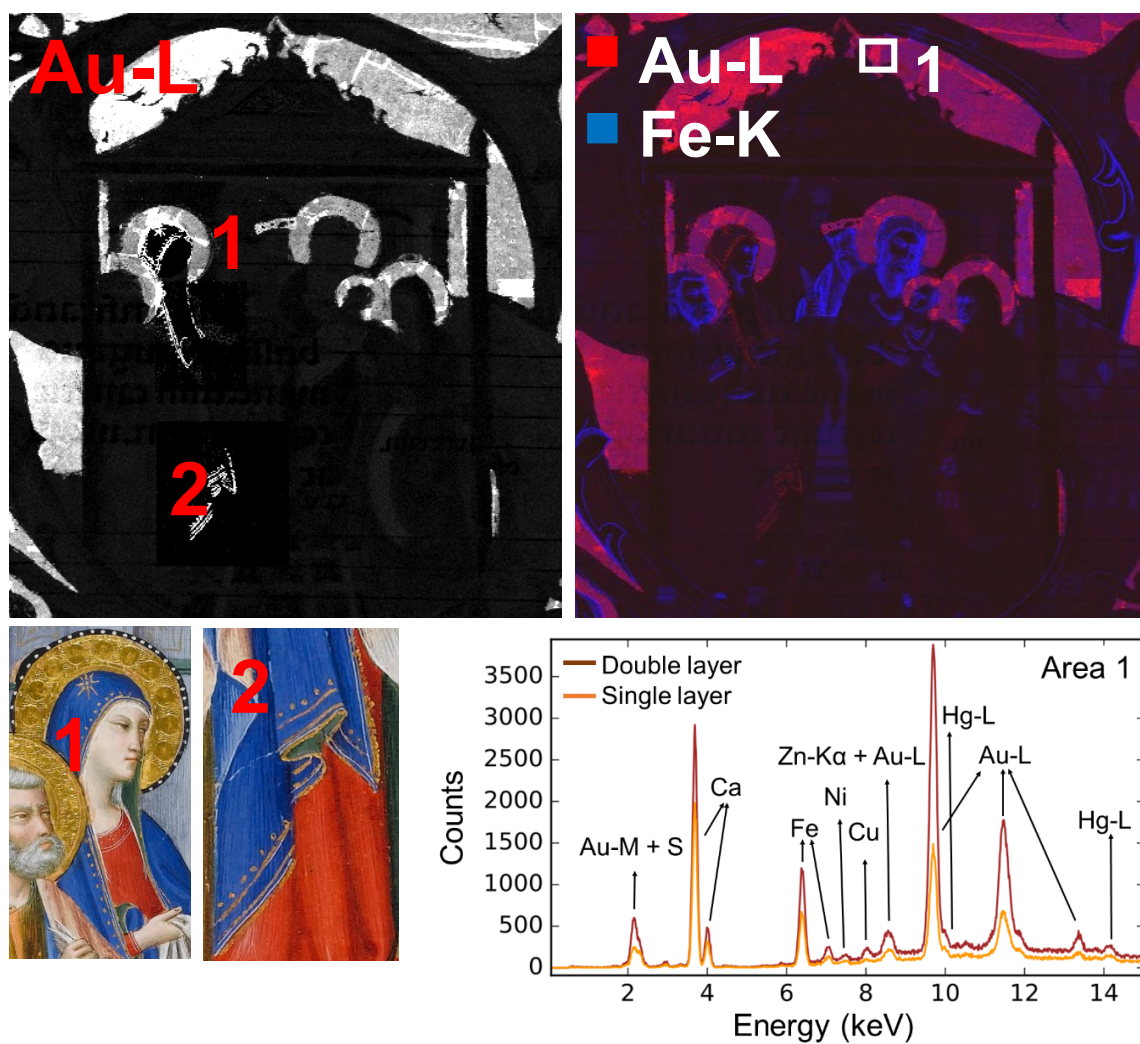 Au-L
1
2
Au-L
Fe-K
1
1
2
Double layer
Single layer
Area 1
Au-M + S
Ca
Fe
Ni
Cu
Zn-Kα + Au-L
Hg-L
Au-L
Hg-L
Counts
3500
3000
2500
2000
1500
1000
500
0
2
4
6
8
10
12
14
Energy (keV)